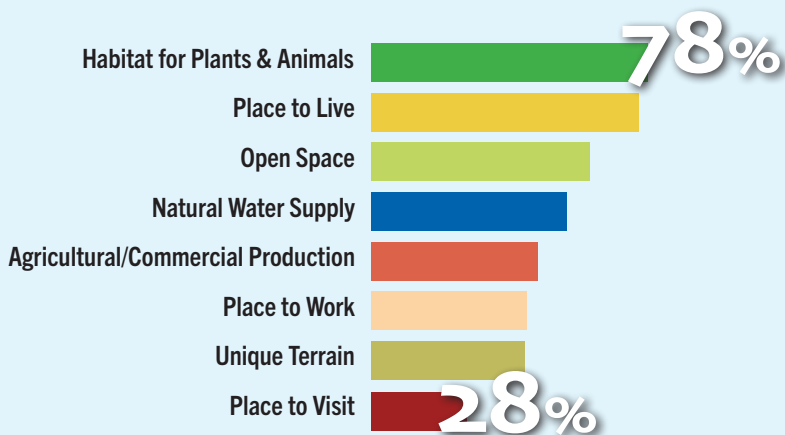 Habitat for Plants & Animals 78%
Place to Live
Open Space
Natural Water Supply
Agricultural/Commercial Production
Place to Work
Unique Terrain
Place to Visit 28%